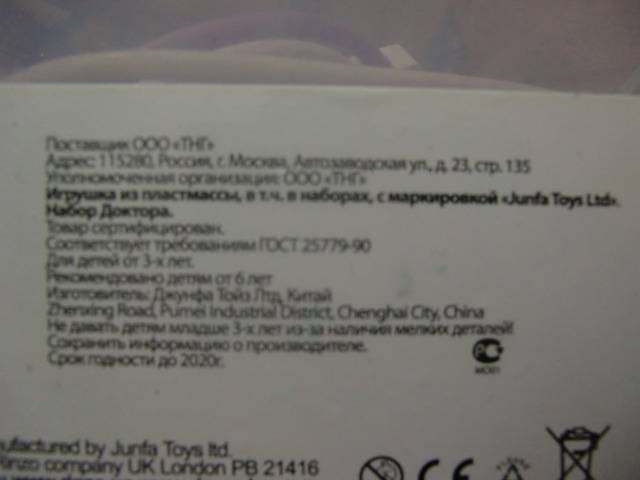 Поставщик ООО «ТНГ»
Адрес: 115280, Россия, г. Москва, Автозаводская ул., д. 23, стр. 135
Уполномоченная организация: ООО «ТНГ»
Игрушка из пластмассы, в т.ч. в наборах, с маркировкой «Junfa Toys Ltd».
Набор Доктора.
Товар сертифицирован.
Соответствует требованиям ГОСТ 25779-90
Для детей от 3-х лет.
Рекомендовано детям от 6 лет
Изготовитель: Джунфа Тойз Лтд, Китай
Zhenxing Road, Pumei Industrial District, Chenghai City, China
Не давать детям младше 3-х лет из-за наличия мелких деталей!
Сохранить информацию о производителе.
Срок годности до 2020г.
nufactured by Junfa Toys ltd.
Rinzo company UK London PB 21416